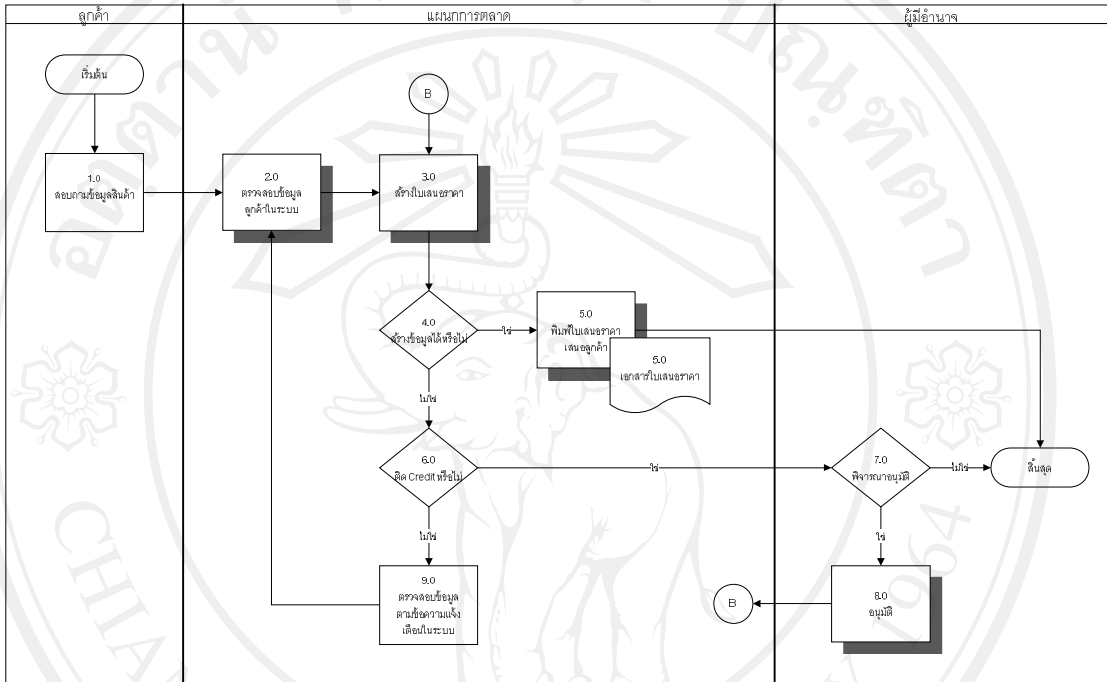 ลูกค้า
แผนกการตลาด
ผู้มีอำนาจ
เริ่มต้น
B
1.0
สอบถามข้อมูลสินค้า
2.0
ตรวจสอบข้อมูล
ลูกค้าในระบบ
3.0
สร้างใบเสนอราคา
4.0
สร้างข้อมูลได้หรือไม่
ใช่
5.0
พิมพ์ใบเสนอราคา
เสนอลูกค้า
5.0
เอกสารใบเสนอราคา
ไม่ใช่
6.0
ติด Credit หรือไม่
ใช่
7.0
พิจารณาอนุมัติ
ไม่ใช่
สิ้นสุด
ไม่ใช่
ใช่
9.0
ตรวจสอบข้อมูล
ตามข้อความแจ้ง
เตือนในระบบ
B
8.0
อนุมัติ
CHIA
1964